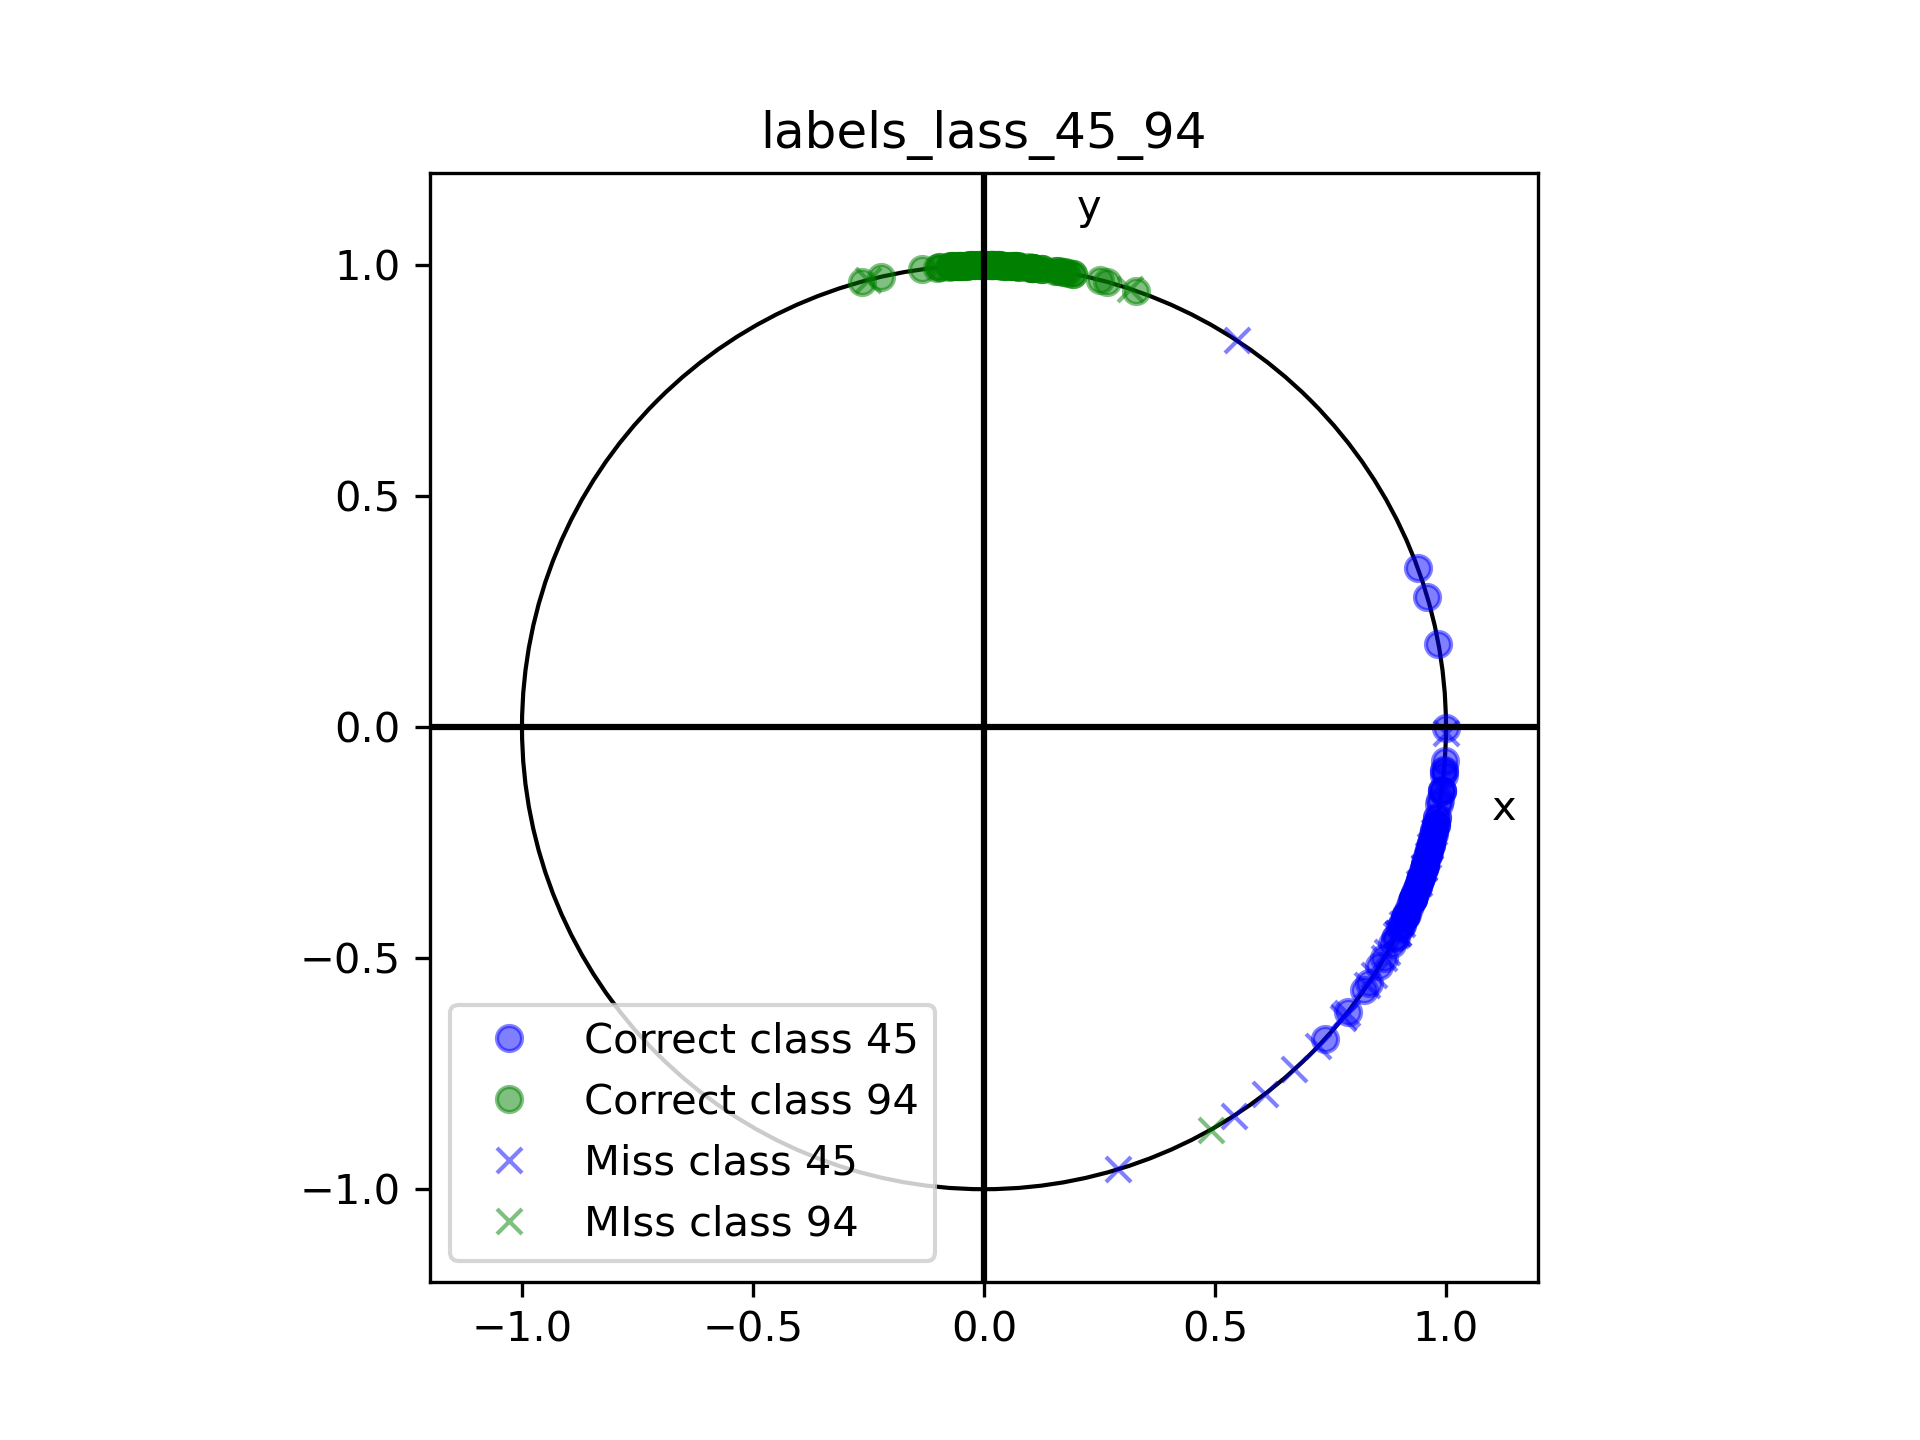 labels_lass_45_94
y
1.0
0.5
0.0
x
−0.5
−1.0
Correct class 45
Correct class 94
Miss class 45
MIss class 94
−1.0 −0.5 0.0 0.5 1.0